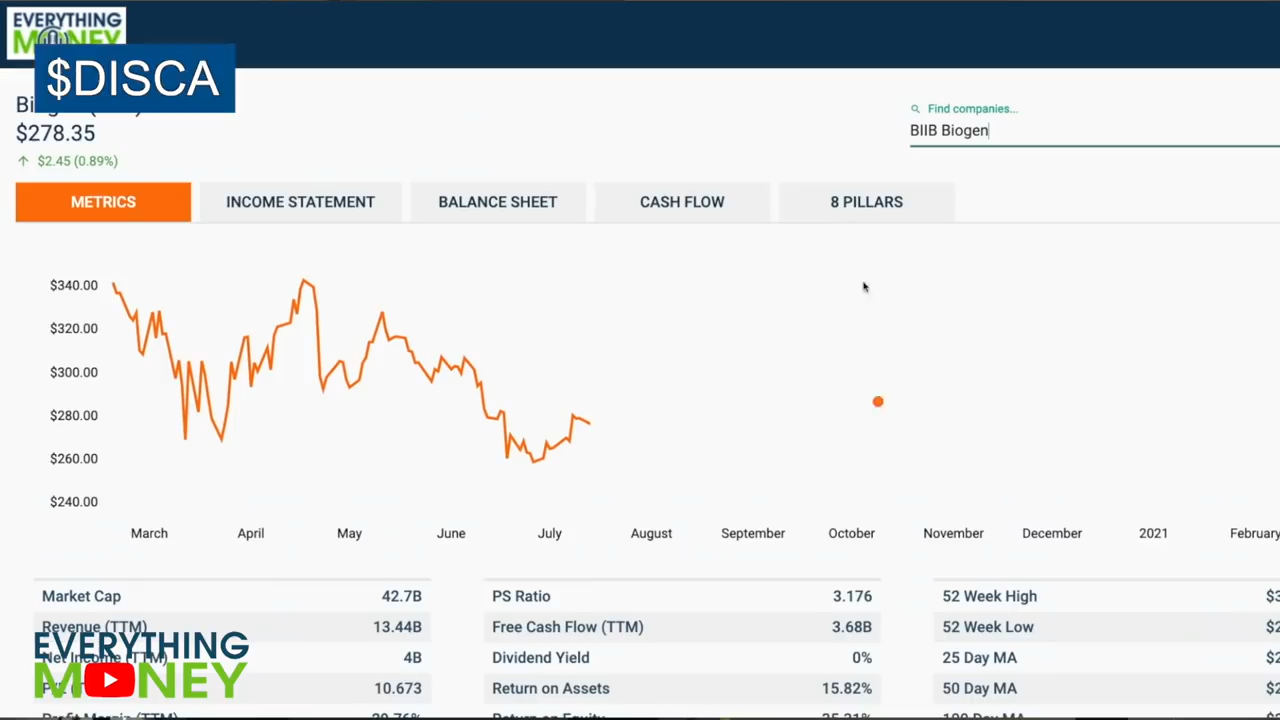 EVERYTHING
MONEY
$DISCA
$278.35
$2.45 (0.89%)
Find companies...
BIIB Biogen
METRICS
INCOME STATEMENT
BALANCE SHEET
CASH FLOW
8 PILLARS
$340.00
$320.00
$300.00
$280.00
$260.00
$240.00
March April May June July August September October November December 2021 February
Market Cap 42.7B
PS Ratio 3.176
52 Week High
Revenue (TTM) 13.44B
Free Cash Flow (TTM) 3.68B
52 Week Low
Net Income (TTM) 4B
Dividend Yield 0%
25 Day MA
10.673
Return on Assets 15.82%
50 Day MA
EVERYTHING
MONEY